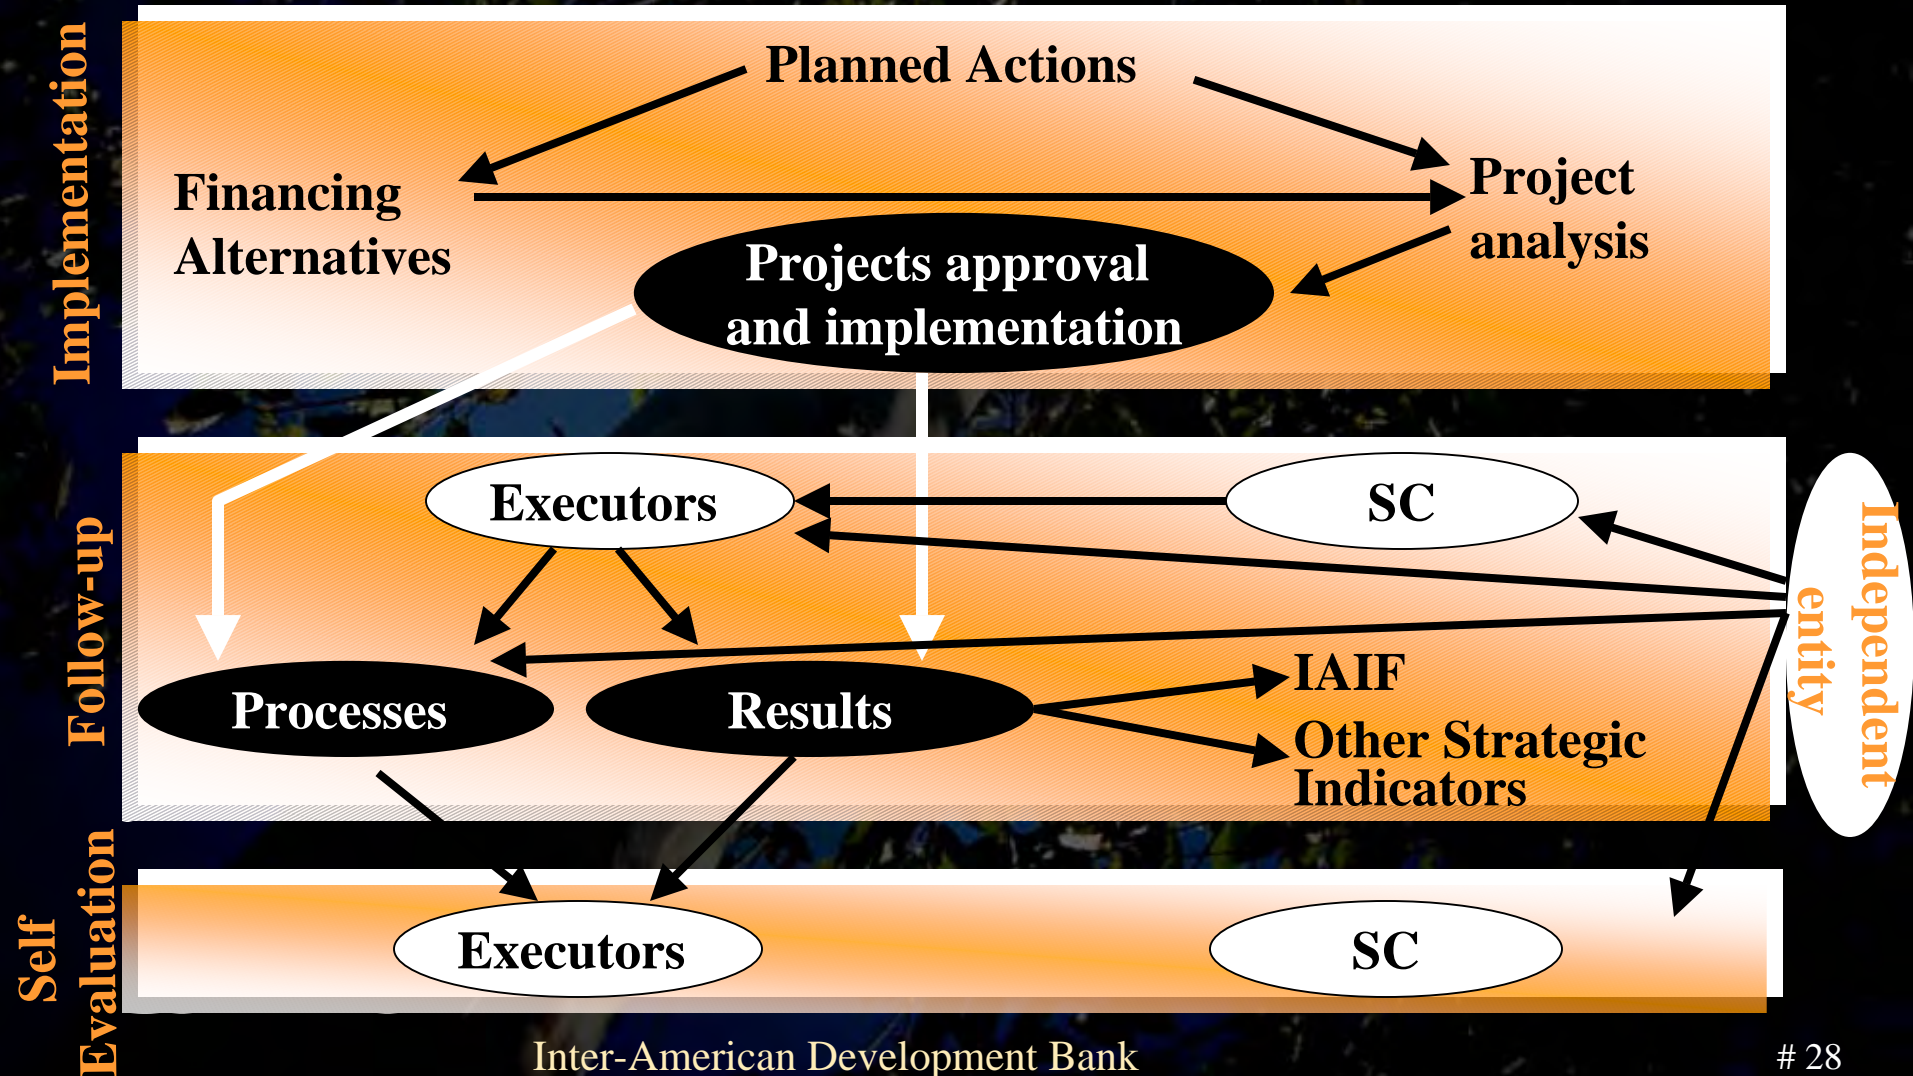 Implementation
Planned Actions
Financing
Alternatives
Project
analysis
Projects approval
and implementation
Follow-up
Executors
SC
Independent
entity
Processes
Results
IAIF
Other Strategic
Indicators
Self
Evaluation
Executors
SC
Inter-American Development Bank
# 28